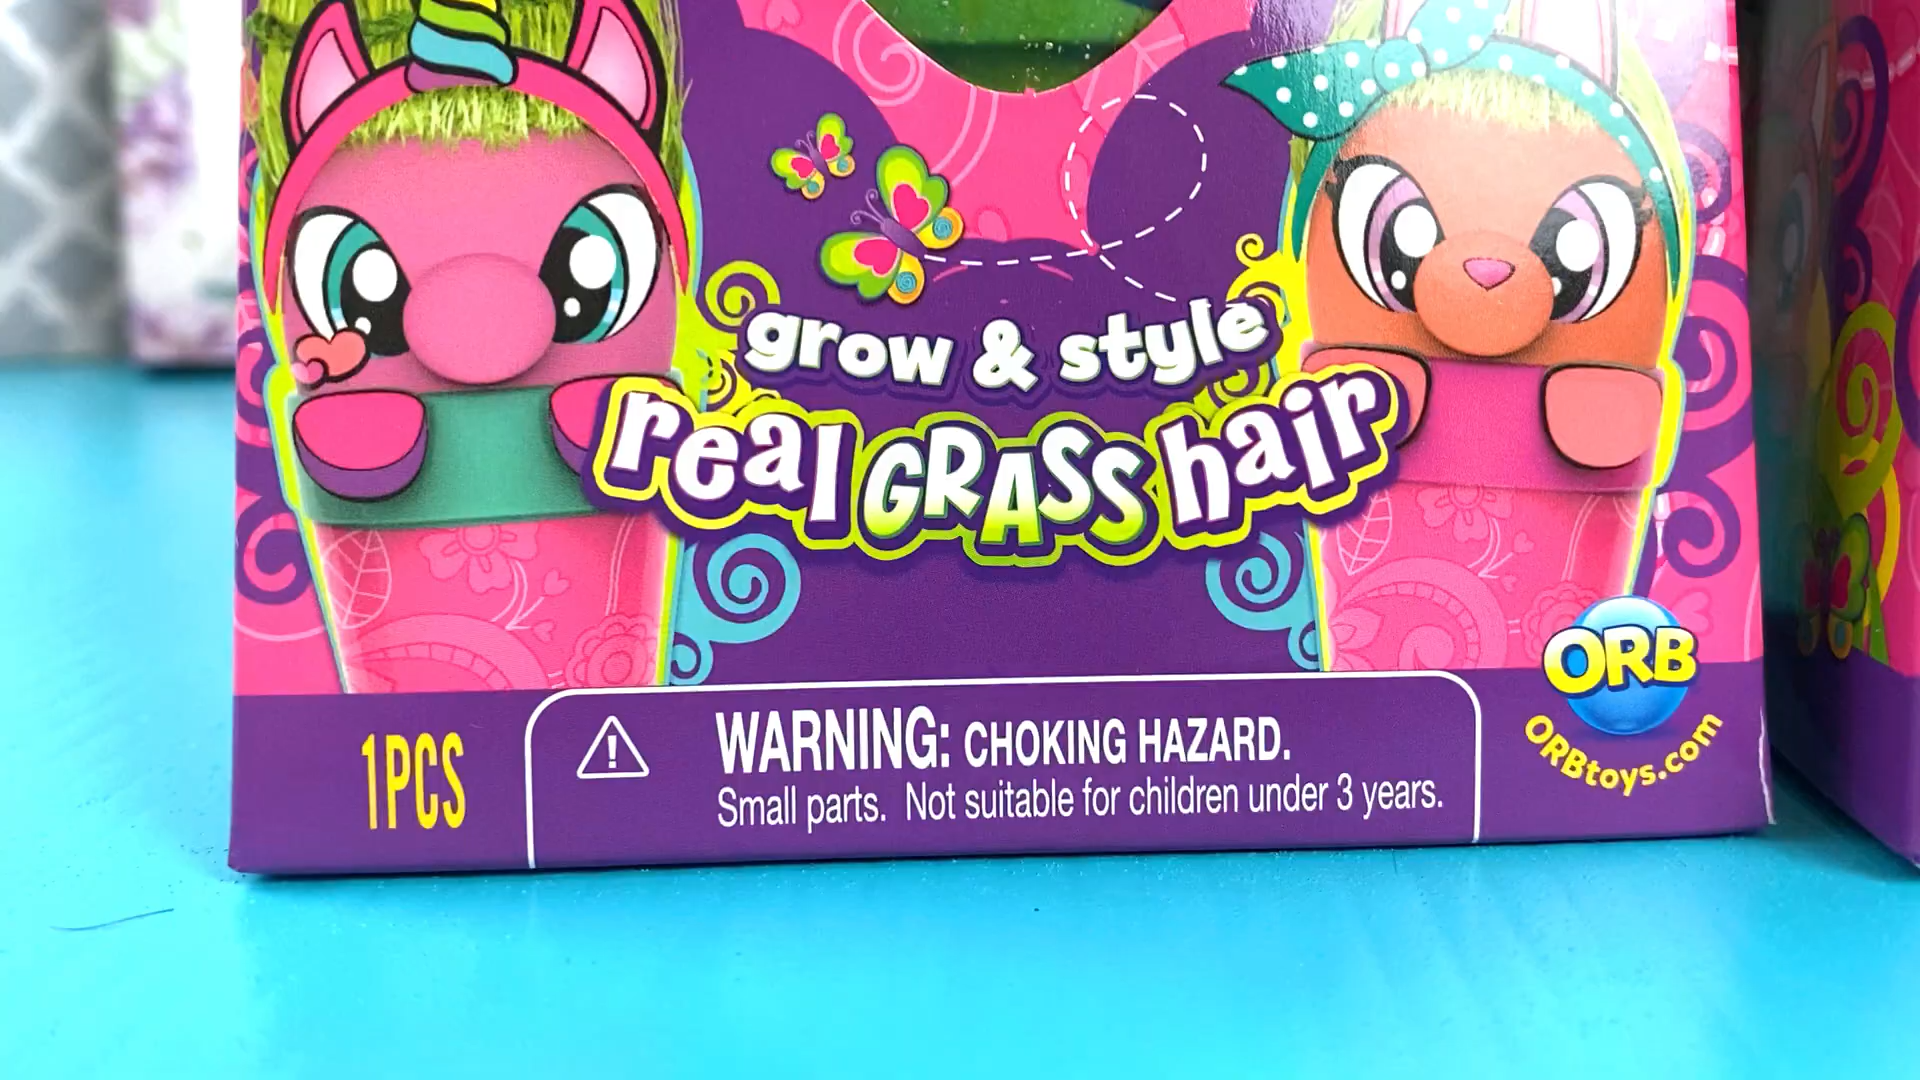 grow & style
real GRASS hair
ORB
ORBtoys.com
1PCS
WARNING: CHOKING HAZARD.
Small parts. Not suitable for children under 3 years.